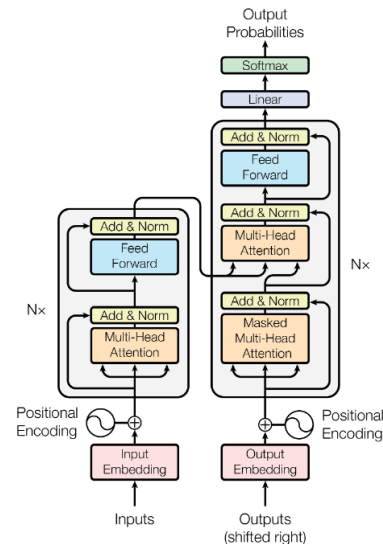 Output
Probabilities
Softmax
Linear
Add & Norm
Feed
Forward
Add & Norm
Multi-Head
Attention
Add & Norm
Masked
Multi-Head
Attention
Nx
Add & Norm
Feed
Forward
Nx
Add & Norm
Multi-Head
Attention
Positional
Encoding
Positional
Encoding
Input
Embedding
Output
Embedding
Inputs
Outputs
(shifted right)